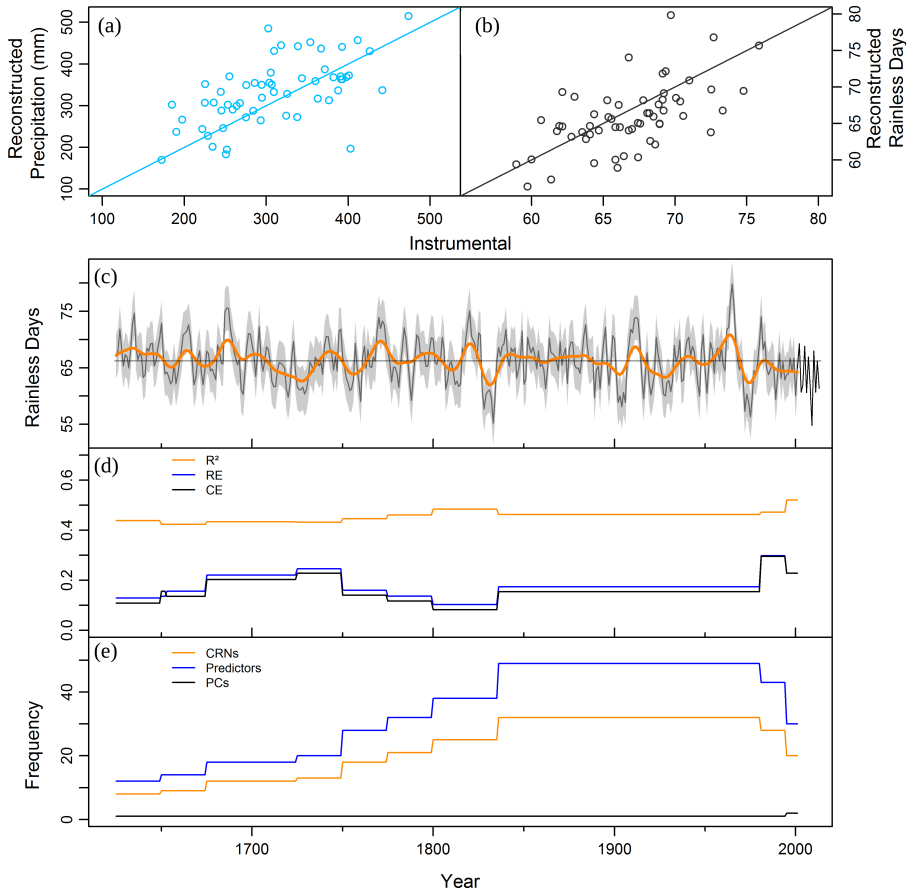 (a)
(b)
Reconstructed
Precipitation (mm)
100 200 300 400 500
100 200 300 400 500
60 65 70 75 80
60 65 70 75 80
Reconstructed
Rainless Days
Instrumental
(c)
Rainless Days
55 65 75
(d)
R²
RE
CE
0.0 0.2 0.4 0.6
(e)
CRNs
Predictors
PCs
Frequency
0 20 40
1700 1800 1900 2000
Year